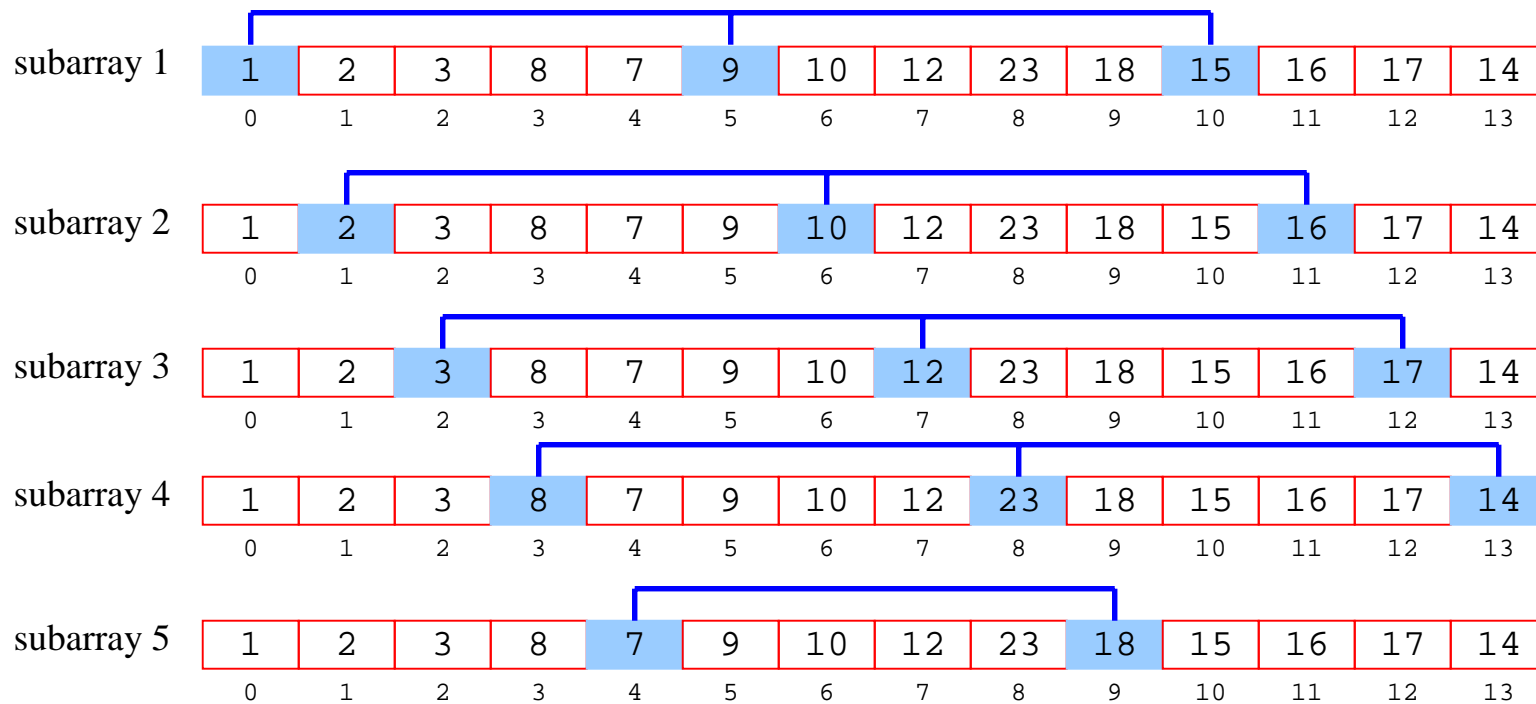 subarray 1 1 2 3 8 7 9 10 12 23 18 15 16 17 14
0 1 2 3 4 5 6 7 8 9 10 11 12 13
subarray 2 1 2 3 8 7 9 10 12 23 18 15 16 17 14
0 1 2 3 4 5 6 7 8 9 10 11 12 13
subarray 3 1 2 3 8 7 9 10 12 23 18 15 16 17 14
0 1 2 3 4 5 6 7 8 9 10 11 12 13
subarray 4 1 2 3 8 7 9 10 12 23 18 15 16 17 14
0 1 2 3 4 5 6 7 8 9 10 11 12 13
subarray 5 1 2 3 8 7 9 10 12 23 18 15 16 17 14
0 1 2 3 4 5 6 7 8 9 10 11 12 13